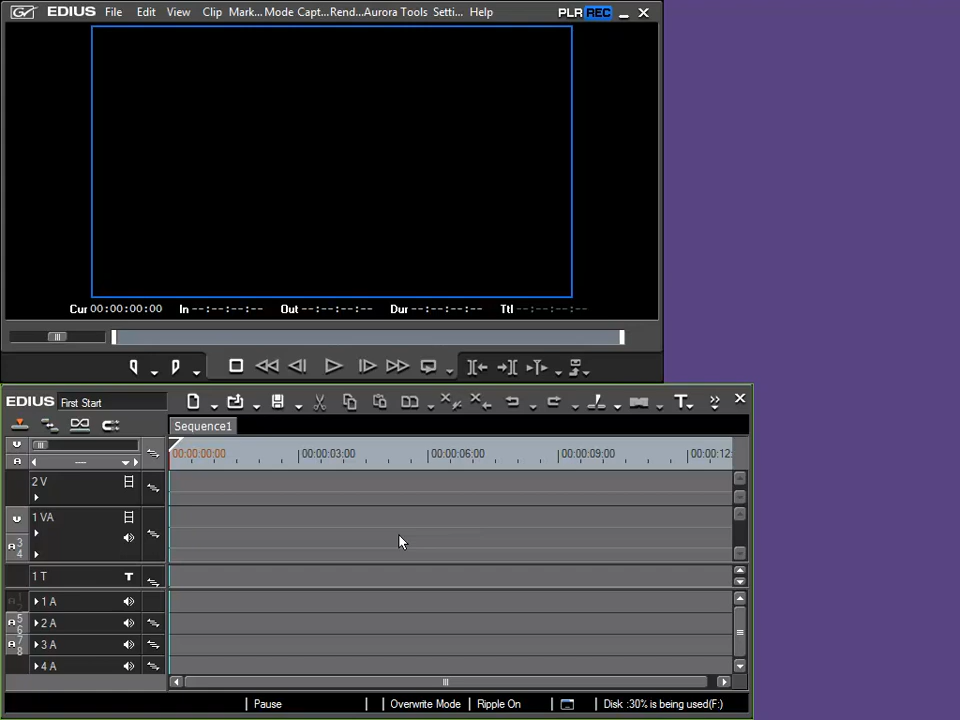 EDIUS File Edit View Clip Mark... Mode Capt... Rend... Aurora Tools Setti... Help PLR REC
Cur 00:00:00:00 In --:--:--:-- Out --:--:--:-- Dur --:--:--:-- Ttl --:--:--:--
EDIUS First Start
Sequence1
00:00:00:00 00:00:03:00 00:00:06:00 00:00:09:00 00:00:12:
2 V
1 VA
A 3 4
1 T
1 A
A 5 6 2 A
A 7 8 3 A
4 A
Pause Overwrite Mode Ripple On Disk :30% is being used(F:)